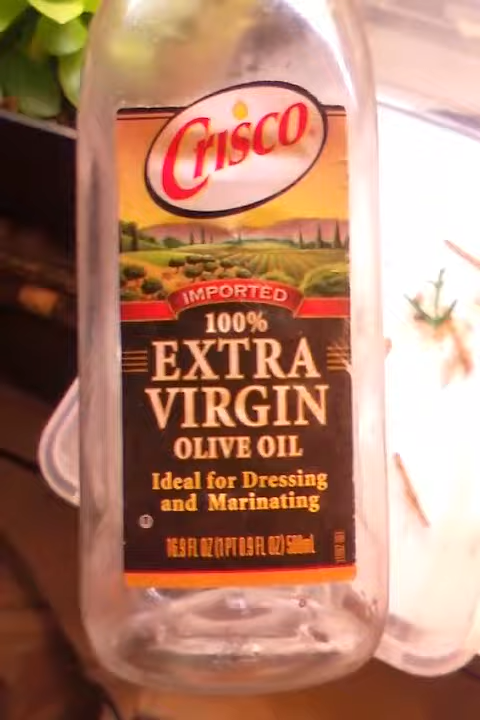 Crisco
IMPORTED
100%
EXTRA
VIRGIN
OLIVE OIL
Ideal for Dressing
and Marinating
16.9 FL OZ (1 PT 0.9 FL OZ) 500mL